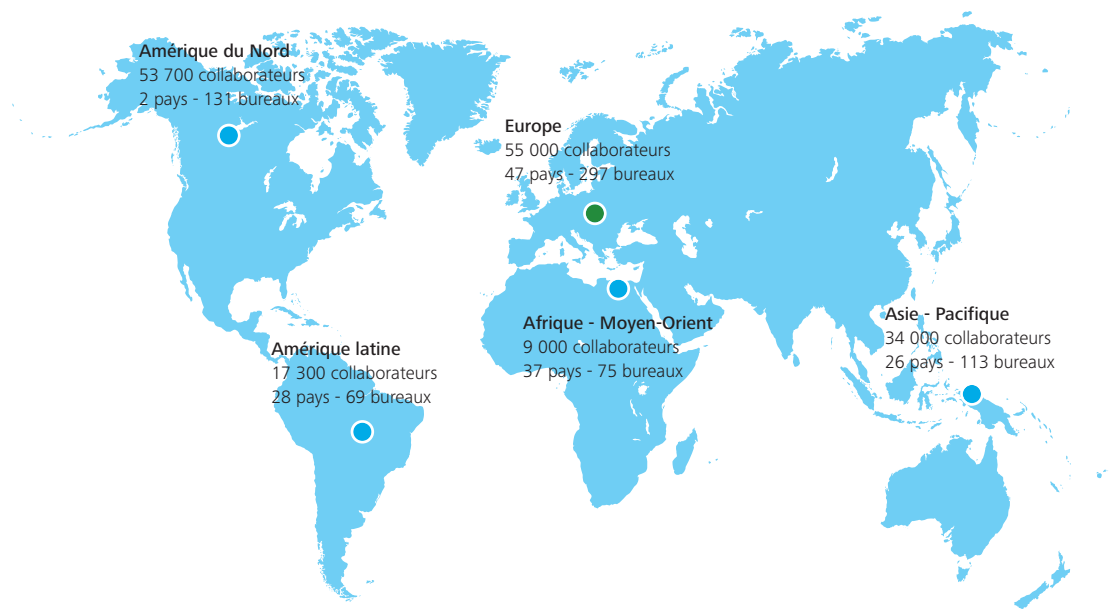 Amérique du Nord
53 700 collaborateurs
2 pays - 131 bureaux
Europe
55 000 collaborateurs
47 pays - 297 bureaux
Afrique - Moyen-Orient
9 000 collaborateurs
37 pays - 75 bureaux
Asie - Pacifique
34 000 collaborateurs
26 pays - 113 bureaux
Amérique latine
17 300 collaborateurs
28 pays - 69 bureaux